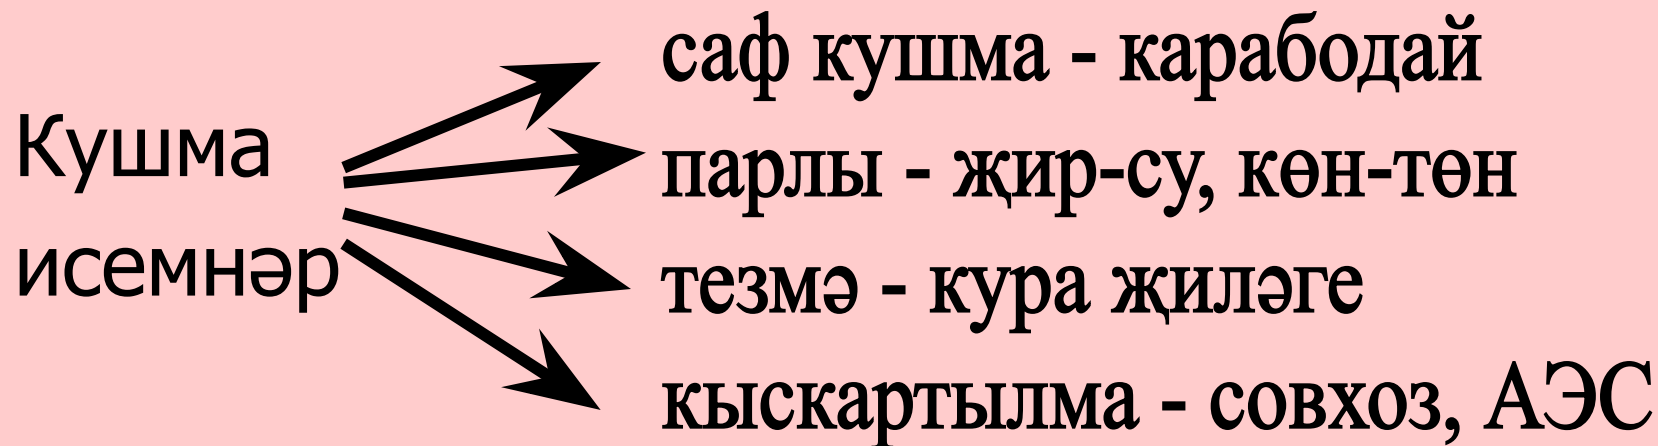 Кушма
исемнәр
саф кушма - карабодай
парлы - җир-су, көн-төн
тезмә - кура җиләге
кыскартылма - совхоз, АЭС